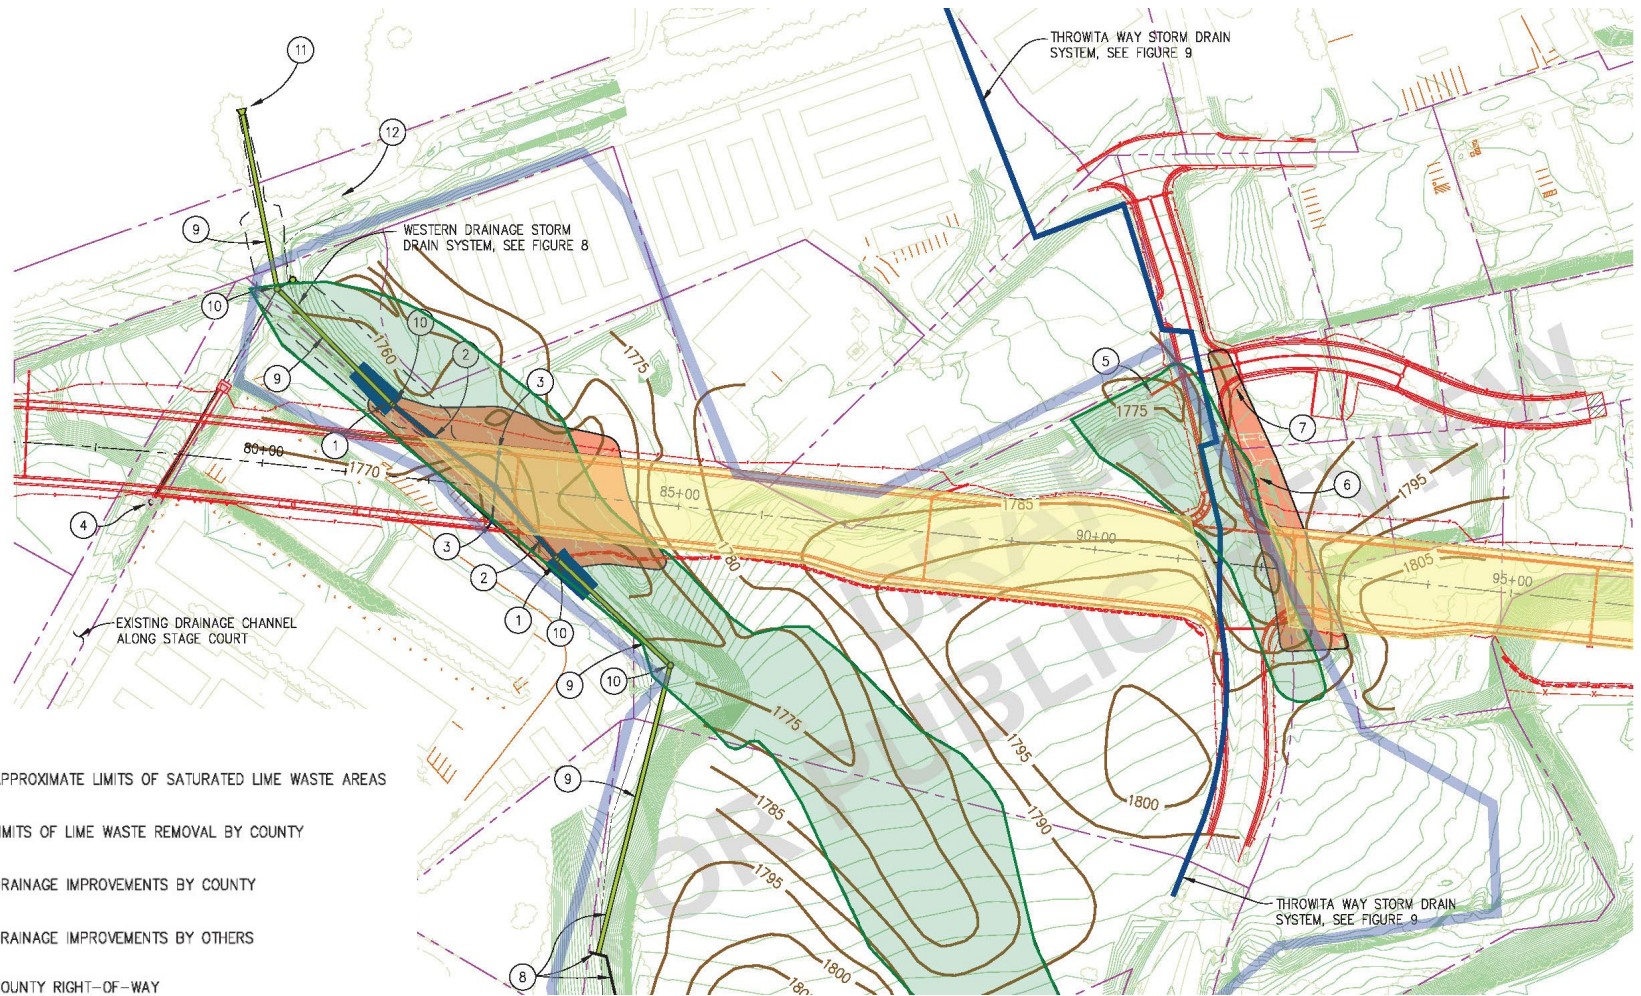 11
THROWITA WAY STORM DRAIN
SYSTEM, SEE FIGURE 9
12
9
WESTERN DRAINAGE STORM
DRAIN SYSTEM, SEE FIGURE 8
10
10
1760
1775
2
5
9
3
1775
7
1
80+00
1770
85+00
1785
6
1795
4
3
90+00
1780
1805
95+00
2
1
10
EXISTING DRAINAGE CHANNEL
ALONG STAGE COURT
9
10
DRAFT
OR PUBLIC REVIEW
1775
1795
9
1785
1800
1790
PPROXIMATE LIMITS OF SATURATED LIME WASTE AREAS
IMITS OF LIME WASTE REMOVAL BY COUNTY
1795
RAINAGE IMPROVEMENTS BY COUNTY
THROWITA WAY STORM DRAIN
SYSTEM, SEE FIGURE 9
RAINAGE IMPROVEMENTS BY OTHERS
8
1800
OUNTY RIGHT-OF-WAY